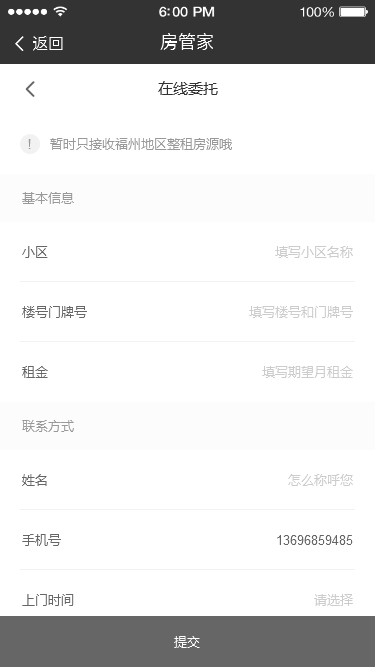 6:00 PM 100%
返回 房管家
在线委托
! 暂时只接收福州地区整租房源哦
基本信息
小区 填写小区名称
楼号门牌号 填写楼号和门牌号
租金 填写期望月租金
联系方式
姓名 怎么称呼您
手机号 13696859485
上门时间 请选择
提交